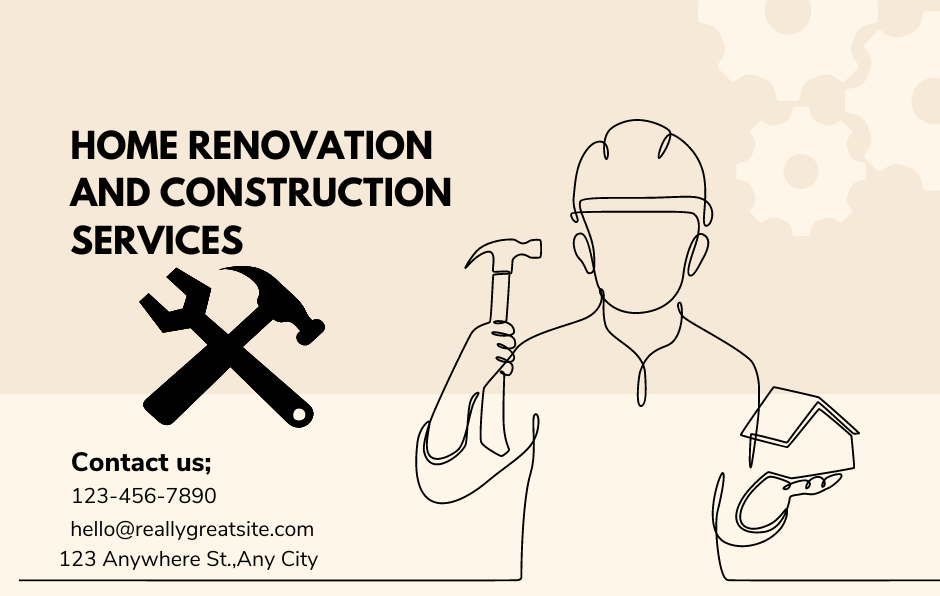 HOME RENOVATION
AND CONSTRUCTION
SERVICES
Contact us;
123-456-7890
hello@reallygreatsite.com
123 Anywhere St.,Any City